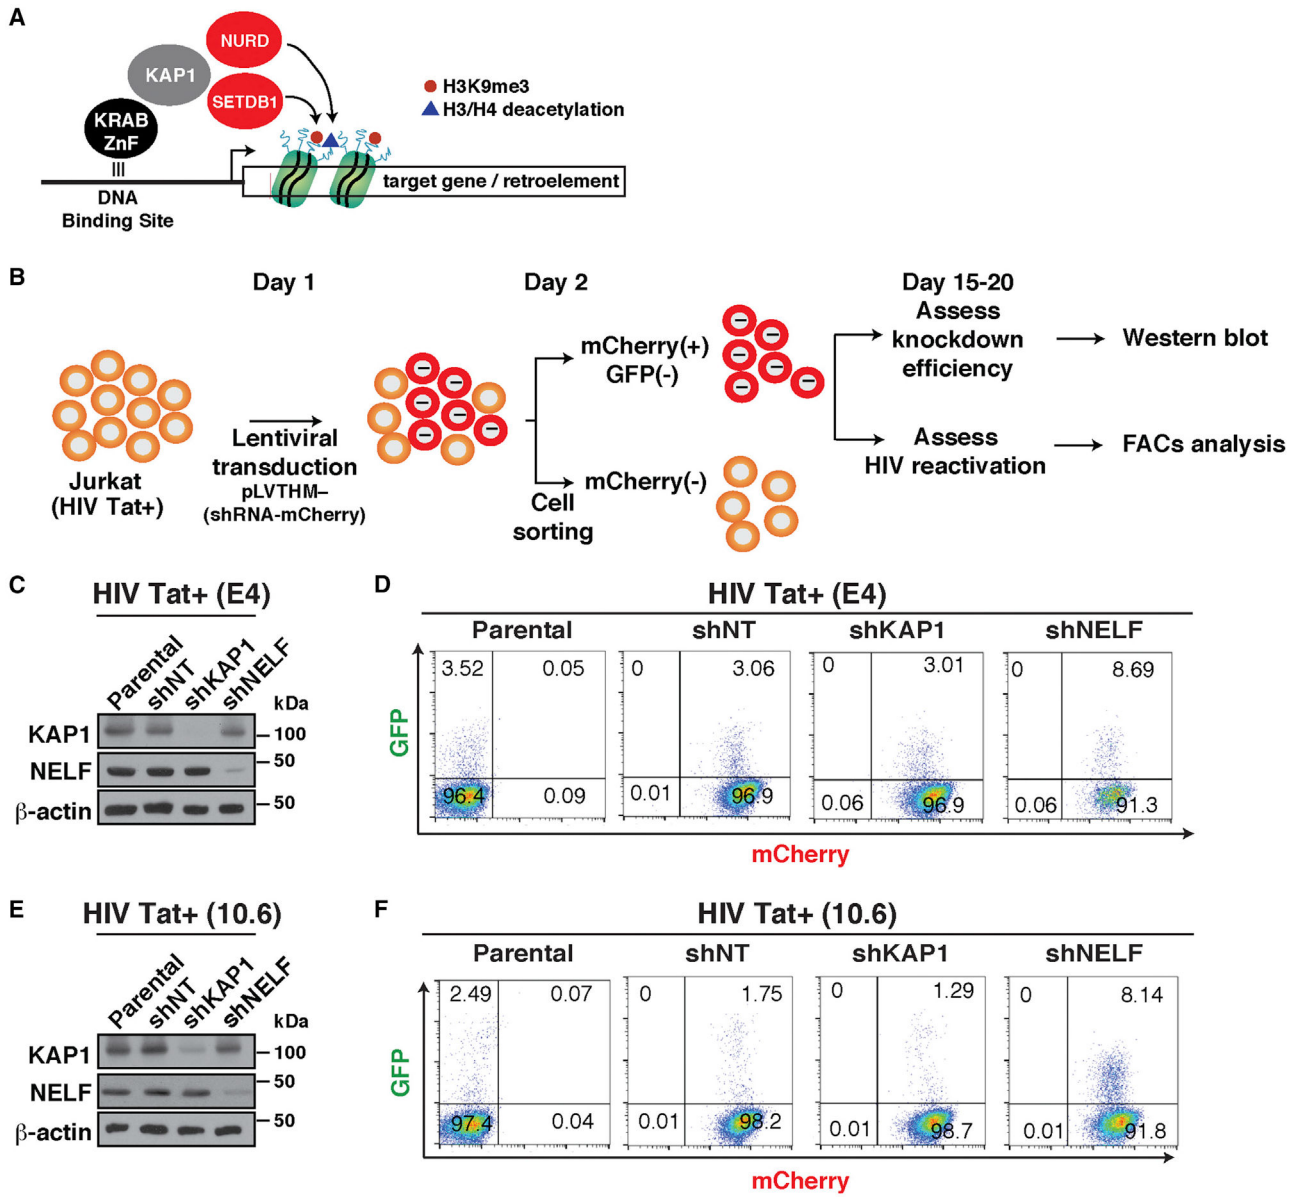 A
NURD
KAP1
SETDB1
KRAB
ZnF
H3K9me3
H3/H4 deacetylation
target gene / retroelement
DNA
Binding Site
B
Day 1
Day 2
Day 15-20
Assess
knockdown
efficiency
Western blot
mCherry(+)
GFP(-)
Lentiviral
transduction
pLVTHM–
(shRNA-mCherry)
Jurkat
(HIV Tat+)
mCherry(-)
Cell
sorting
Assess
HIV reactivation
FACs analysis
C
HIV Tat+ (E4)
Parental
shNT
shKAP1
shNELF
kDa
KAP1
100
50
NELF
50
β-actin
D
HIV Tat+ (E4)
Parental
shNT
shKAP1
shNELF
3.52
0.05
0
3.06
0
3.01
0
8.69
GFP
96.4
0.09
0.01
96.9
0.06
96.9
0.06
91.3
mCherry
E
HIV Tat+ (10.6)
Parental
shNT
shKAP1
shNELF
kDa
KAP1
100
50
NELF
50
β-actin
F
HIV Tat+ (10.6)
Parental
shNT
shKAP1
shNELF
2.49
0.07
0
1.75
0
1.29
0
8.14
GFP
97.4
0.04
0.01
98.2
0.01
98.7
0.01
91.8
mCherry